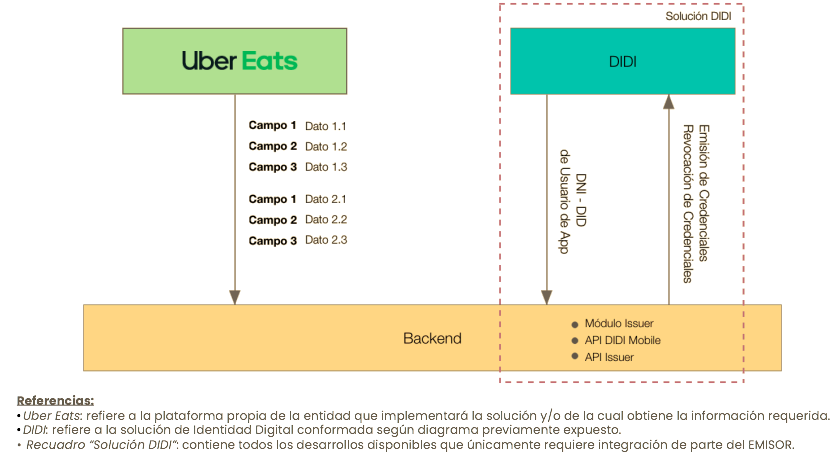 Solución DIDI
Uber Eats
DIDI
Campo 1 Dato 1.1
Campo 2 Dato 1.2
Campo 3 Dato 1.3
Campo 1 Dato 2.1
Campo 2 Dato 2.2
Campo 3 Dato 2.3
DNI - DID
de Usuario de App
Emisión de Credenciales
Revocación de Credenciales
Backend
• Módulo Issuer
• API DIDI Mobile
• API Issuer
Referencias:
• Uber Eats: refiere a la plataforma propia de la entidad que implementará la solución y/o de la cual obtiene la información requerida.
• DIDI: refiere a la solución de Identidad Digital conformada según diagrama previamente expuesto.
• Recuadro “Solución DIDI”: contiene todos los desarrollos disponibles que únicamente requiere integración de parte del EMISOR.